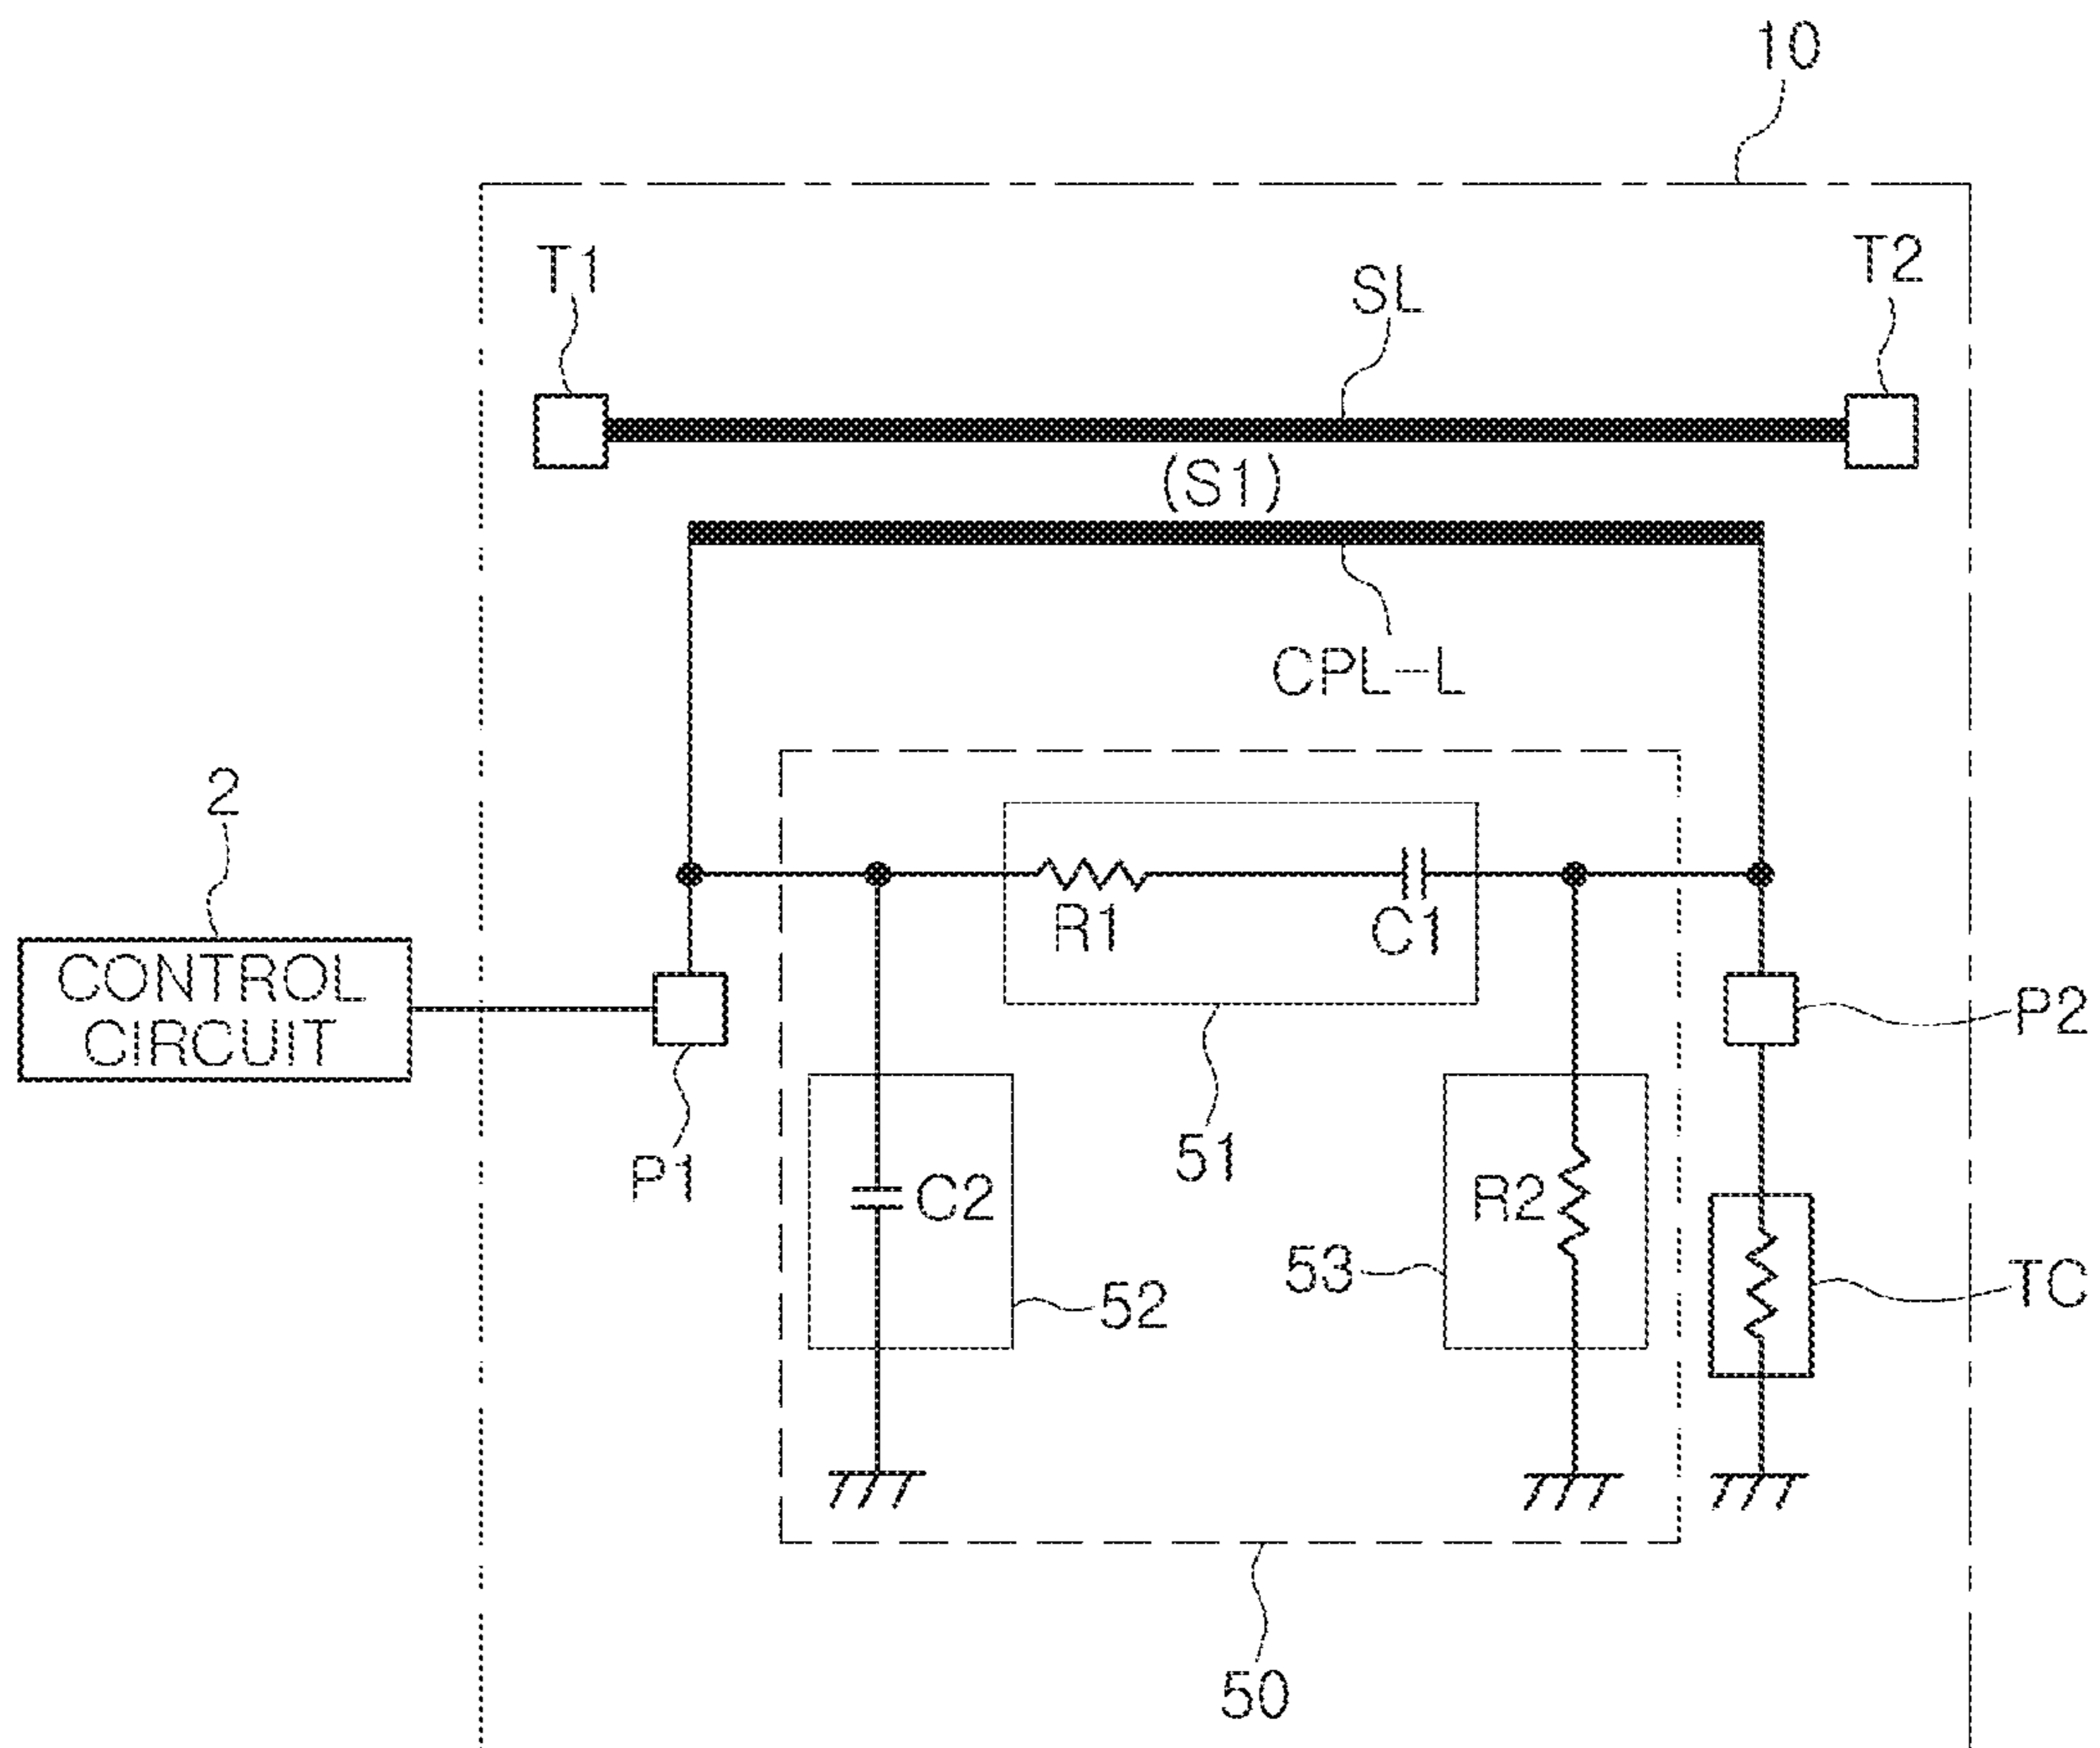 10
T1
SL
T2
(S1)
CPL-L
2
R1
C1
CONTROL
CIRCUIT
P2
P1
51
C2
R2
53
52
TC
50